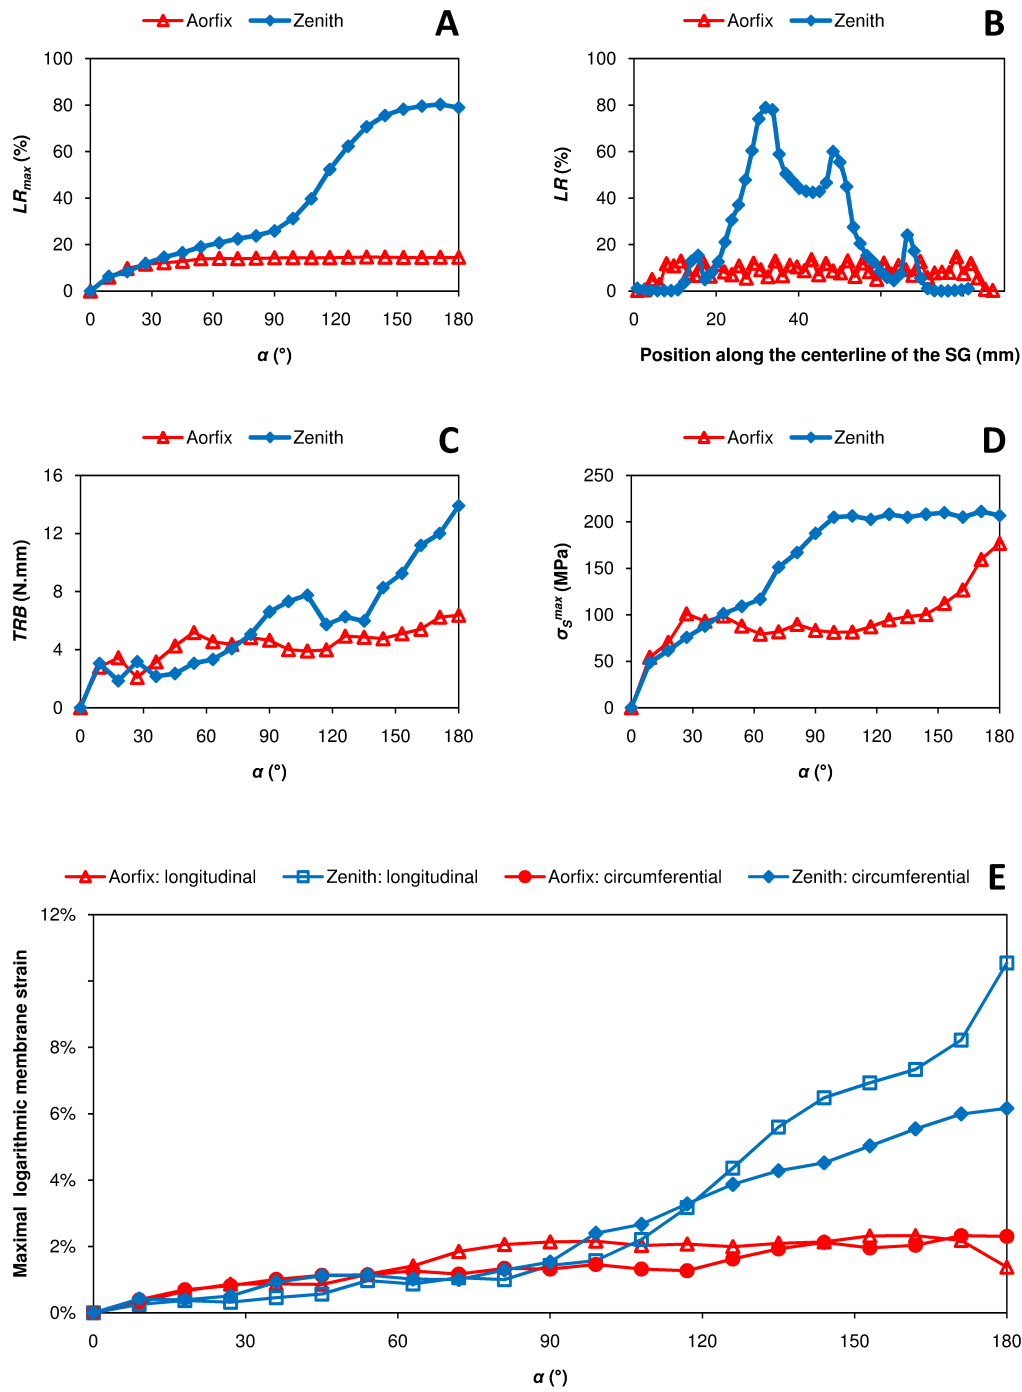 Aorfix Zenith A
100
80
60
40
20
0
LRmax (%)
0 30 60 90 120 150 180
α (°)
Aorfix Zenith B
100
80
60
40
20
0
LR (%)
0 20 40
Position along the centerline of the SG (mm)
Aorfix Zenith C
16
12
8
4
0
TRB (N.mm)
0 30 60 90 120 150 180
α (°)
Aorfix Zenith D
250
200
150
100
50
0
σS max (MPa)
0 30 60 90 120 150 180
α (°)
Aorfix: longitudinal Zenith: longitudinal Aorfix: circumferential Zenith: circumferential E
12%
8%
6%
4%
2%
0%
Maximal logarithmic membrane strain
0 30 60 90 120 150 180
α (°)